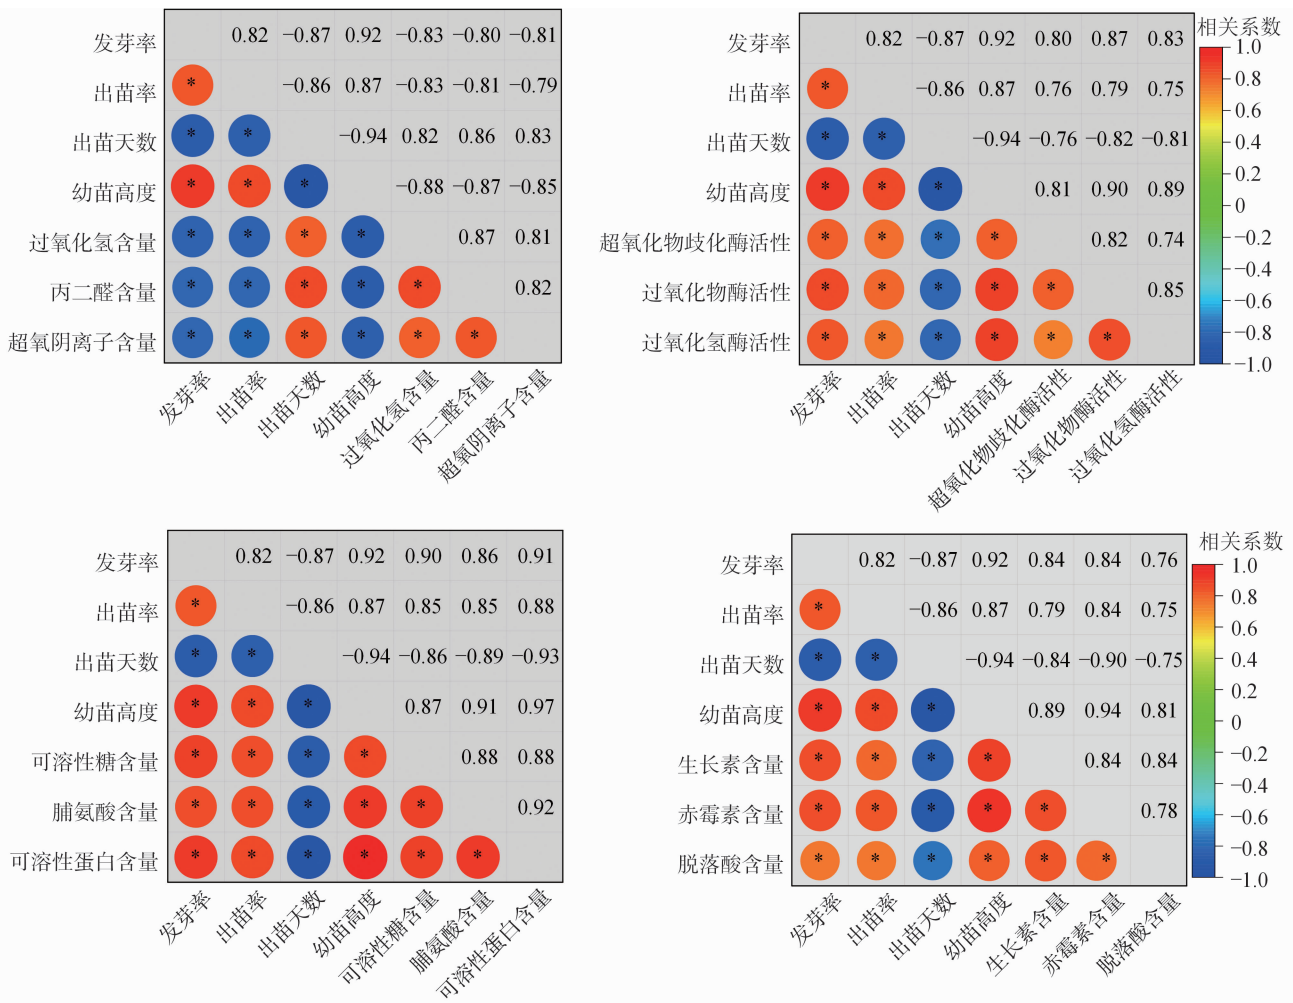 发芽率 0.82 −0.87 0.92 −0.83 −0.80 −0.81
出苗率 * −0.86 0.87 −0.83 −0.81 −0.79
出苗天数 * * −0.94 0.82 0.86 0.83
幼苗高度 * * * −0.88 −0.87 −0.85
过氧化氢含量 * * * * 0.87 0.81
丙二醛含量 * * * * * 0.82
超氧阴离子含量 * * * * * *
发芽率 出苗率 出苗天数 幼苗高度 过氧化氢含量 丙二醛含量 超氧阴离子含量
发芽率 0.82 −0.87 0.92 0.80 0.87 0.83
出苗率 * −0.86 0.87 0.76 0.79 0.75
出苗天数 * * −0.94 −0.76 −0.82 −0.81
幼苗高度 * * * 0.81 0.90 0.89
超氧化物歧化酶活性 * * * * 0.82 0.74
过氧化物酶活性 * * * * * 0.85
过氧化氢酶活性 * * * * * *
发芽率 出苗率 出苗天数 幼苗高度 超氧化物歧化酶活性 过氧化物酶活性 过氧化氢酶活性
相关系数
1.0
0.8
0.6
0.4
0.2
0
−0.2
−0.4
−0.6
−0.8
−1.0
发芽率 0.82 −0.87 0.92 0.90 0.86 0.91
出苗率 * −0.86 0.87 0.85 0.85 0.88
出苗天数 * * −0.94 −0.86 −0.89 −0.93
幼苗高度 * * * 0.87 0.91 0.97
可溶性糖含量 * * * * 0.88 0.88
脯氨酸含量 * * * * * 0.92
可溶性蛋白含量 * * * * * *
发芽率 出苗率 出苗天数 幼苗高度 可溶性糖含量 脯氨酸含量 可溶性蛋白含量
发芽率 0.82 −0.87 0.92 0.84 0.84 0.76
出苗率 * −0.86 0.87 0.79 0.84 0.75
出苗天数 * * −0.94 −0.84 −0.90 −0.75
幼苗高度 * * * 0.89 0.94 0.81
生长素含量 * * * * 0.84 0.84
赤霉素含量 * * * * * 0.78
脱落酸含量 * * * * * *
发芽率 出苗率 出苗天数 幼苗高度 生长素含量 赤霉素含量 脱落酸含量
相关系数
1.0
0.8
0.6
0.4
0.2
0
−0.2
−0.4
−0.6
−0.8
−1.0